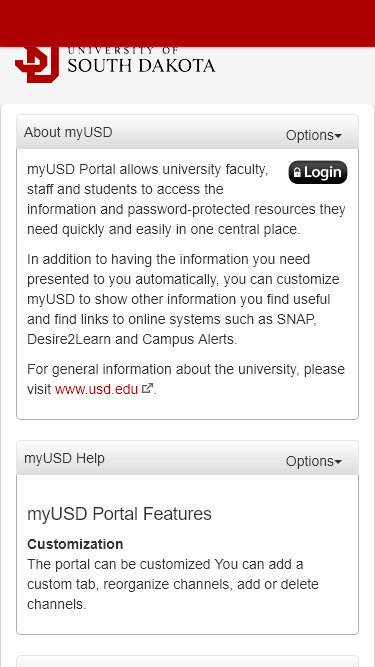 UNIVERSITY OF
SOUTH DAKOTA
About myUSD
Options
myUSD Portal allows university faculty,
Login
staff and students to access the
information and password-protected resources they
need quickly and easily in one central place.
In addition to having the information you need
presented to you automatically, you can customize
myUSD to show other information you find useful
and find links to online systems such as SNAP,
Desire2Learn and Campus Alerts.
For general information about the university, please
visit www.usd.edu.
myUSD Help
Options
myUSD Portal Features
Customization
The portal can be customized You can add a
custom tab, reorganize channels, add or delete
channels.